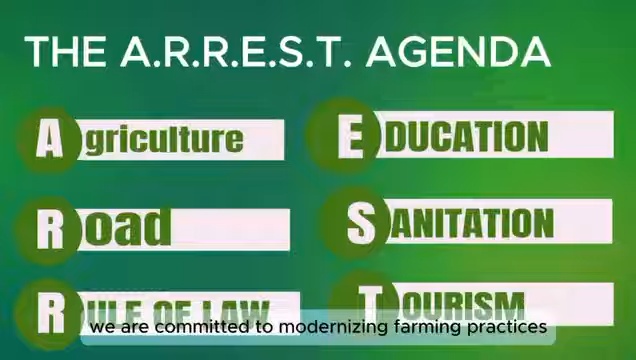 THE A.R.R.E.S.T. AGENDA
Agriculture
Road
RULE OF LAW
EDUCATION
SANITATION
TOURISM
we are committed to modernizing farming practices